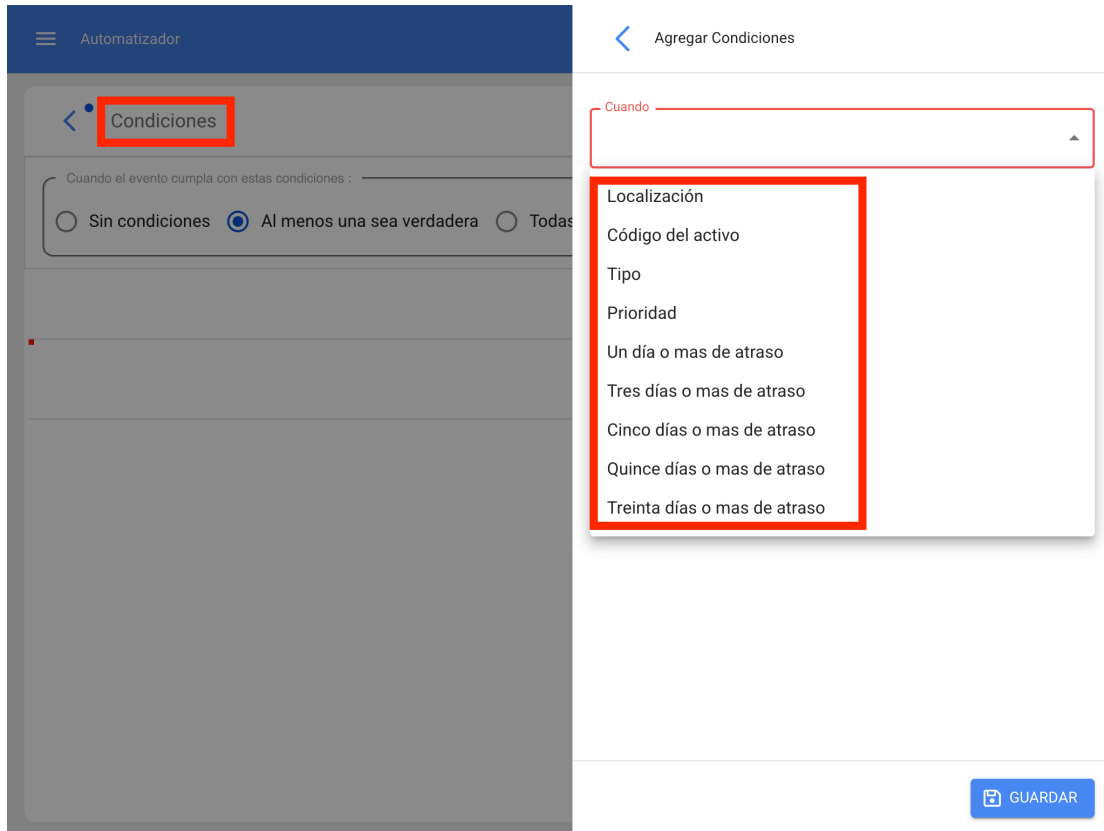 Automatizador
Condiciones
Cuando el evento cumpla con estas condiciones :
Sin condiciones Al menos una sea verdadera Todas
Agregar Condiciones
Cuando
Localización
Código del activo
Tipo
Prioridad
Un día o mas de atraso
Tres días o mas de atraso
Cinco días o mas de atraso
Quince días o mas de atraso
Treinta días o mas de atraso
GUARDAR